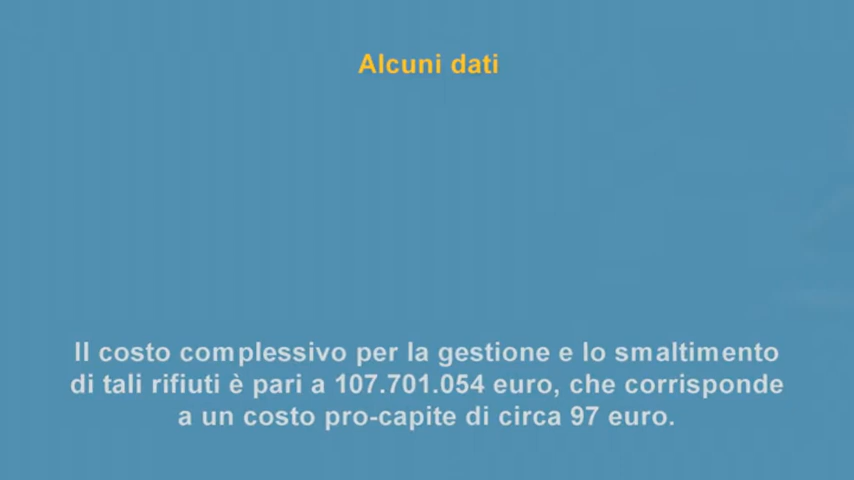 Alcuni dati
Il costo complessivo per la gestione e lo smaltimento
di tali rifiuti è pari a 107.701.054 euro, che corrisponde
a un costo pro-capite di circa 97 euro.